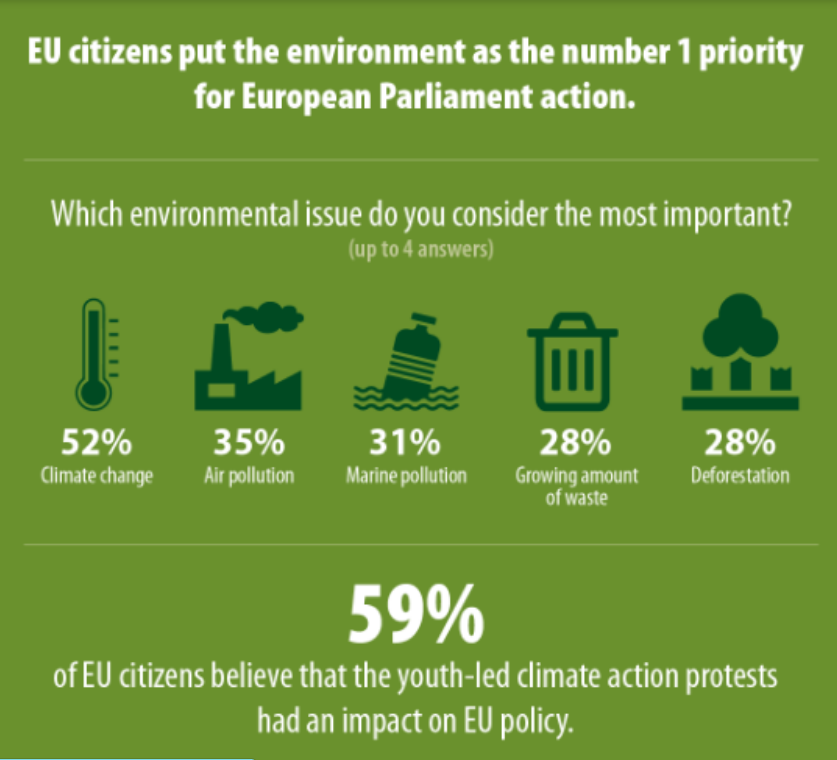 EU citizens put the environment as the number 1 priority
for European Parliament action.
Which environmental issue do you consider the most important?
(up to 4 answers)
52%
Climate change
35%
Air pollution
31%
Marine pollution
28%
Growing amount
of waste
28%
Deforestation
59%
of EU citizens believe that the youth-led climate action protests
had an impact on EU policy.